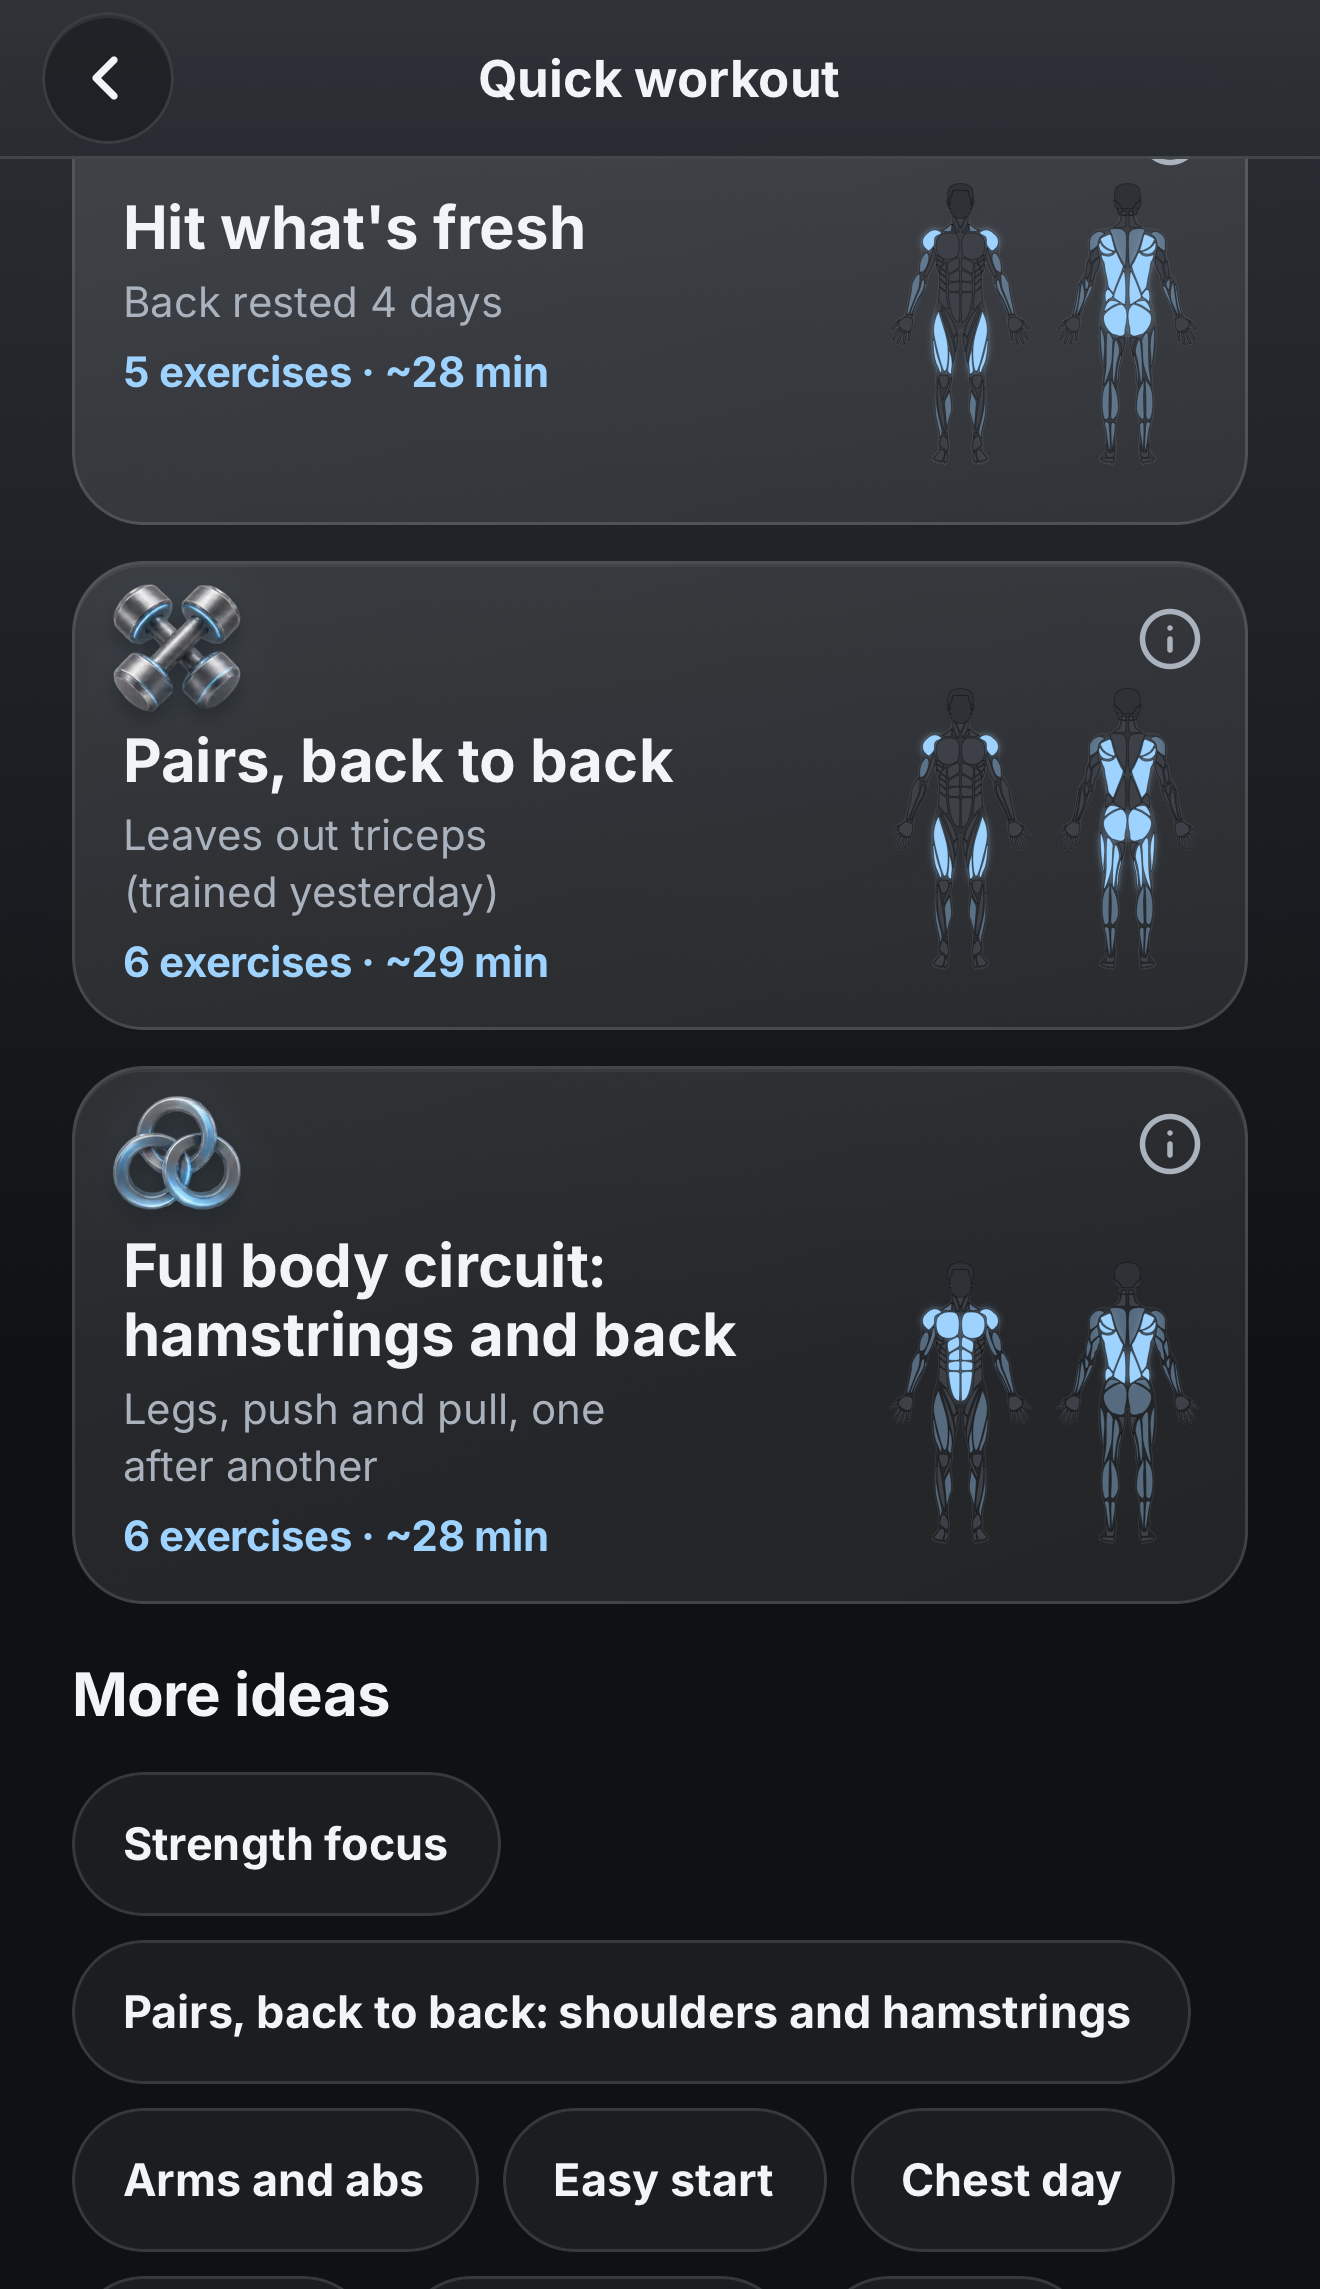 Quick workout
Hit what's fresh
Back rested 4 days
5 exercises · ~28 min
Pairs, back to back
Leaves out triceps
(trained yesterday)
6 exercises · ~29 min
Full body circuit:
hamstrings and back
Legs, push and pull, one
after another
6 exercises · ~28 min
More ideas
Strength focus
Pairs, back to back: shoulders and hamstrings
Arms and abs
Easy start
Chest day